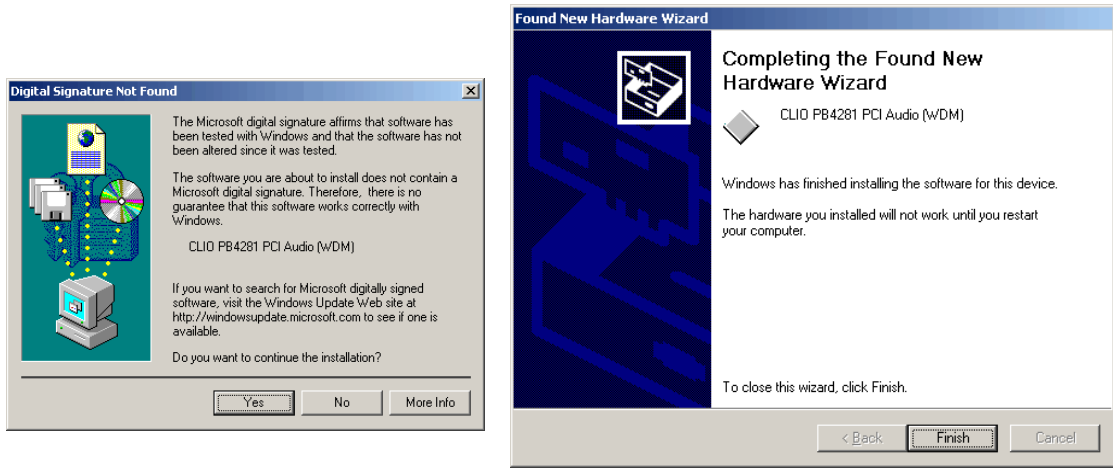 Digital Signature Not Found
The Microsoft digital signature affirms that software has
been tested with Windows and that the software has not
been altered since it was tested.
The software you are about to install does not contain a
Microsoft digital signature. Therefore, there is no
guarantee that this software works correctly with
Windows.
CLIO PB4281 PCI Audio (WDM)
If you want to search for Microsoft digitally signed
software, visit the Windows Update Web site at
http://windowsupdate.microsoft.com to see if one is
available.
Do you want to continue the installation?
Yes
No
More Info
Found New Hardware Wizard
Completing the Found New
Hardware Wizard
CLIO PB4281 PCI Audio (WDM)
Windows has finished installing the software for this device.
The hardware you installed will not work until you restart
your computer.
To close this wizard, click Finish.
< Back
Finish
Cancel